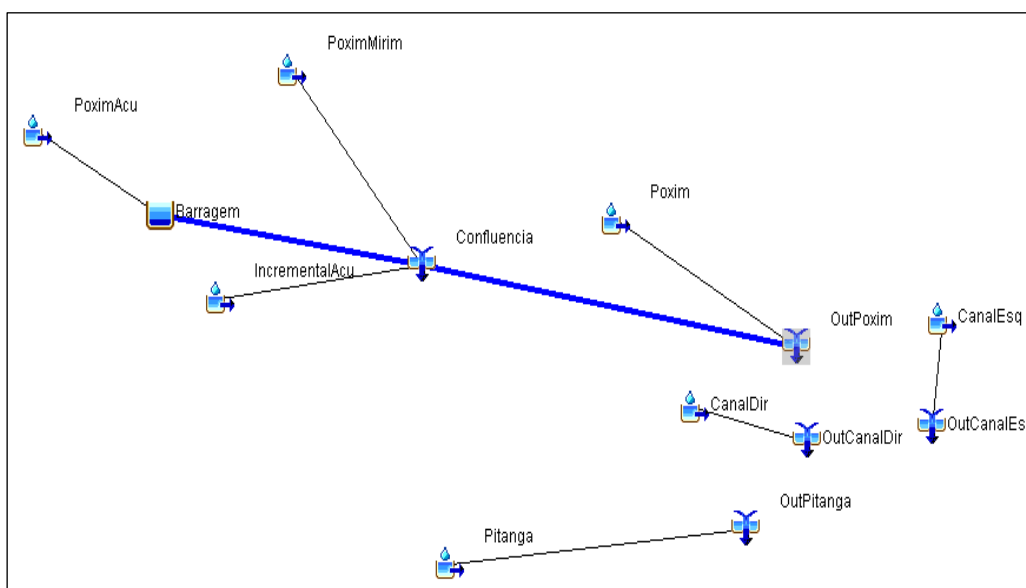 PoximMirim
PoximAcu
Poxim
Barragem
Confluencia
IncrementalAcu
OutPoxim
CanalEsq
CanalDir
OutCanalDir
OutCanalEs
OutPitanga
Pitanga